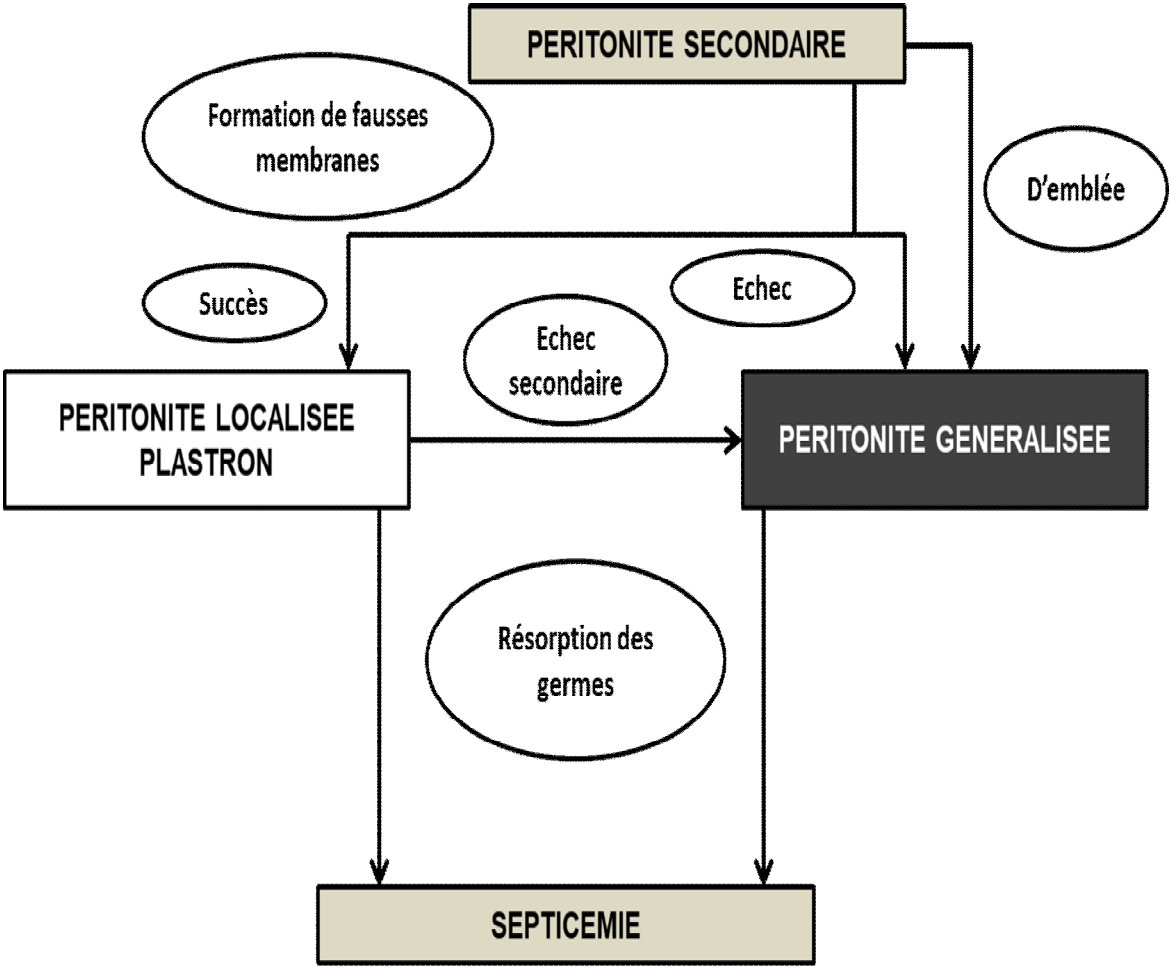 PERITONITE SECONDAIRE
Formation de fausses
membranes
D'emblée
Succès
Echec
Echec
secondaire
PERITONITE LOCALISEE
PLASTRON
PERITONITE GENERALISEE
Résorption des
germes
SEPTICEMIE